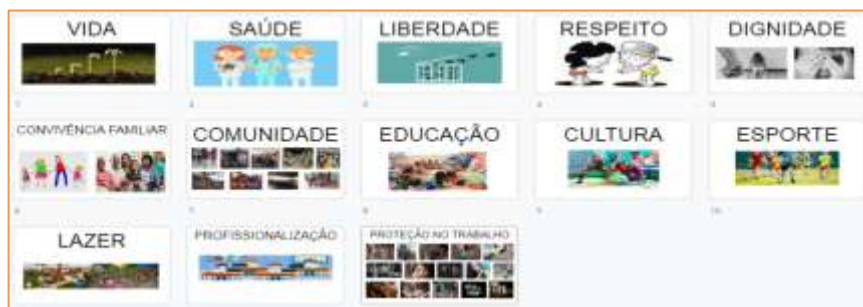 VIDA
SAÚDE
LIBERDADE
RESPEITO
DIGNIDADE
CONVIVÊNCIA FAMILIAR
COMUNIDADE
EDUCAÇÃO
CULTURA
ESPORTE
LAZER
PROFISSIONALIZAÇÃO
PROTEÇÃO NO TRABALHO